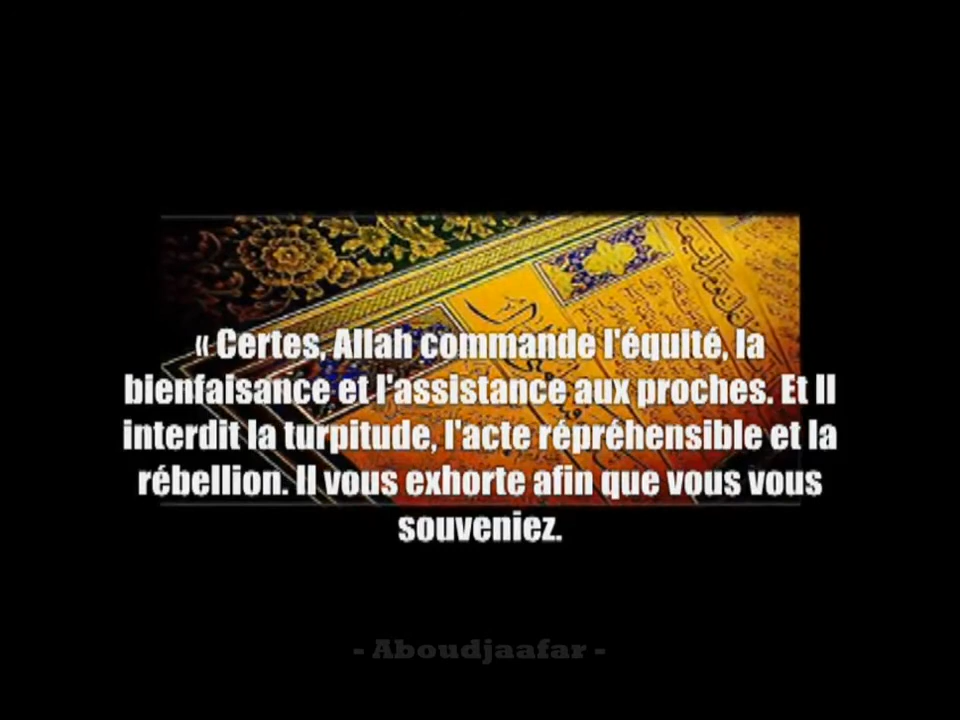 « Certes, Allah commande l'équité, la
bienfaisance et l'assistance aux proches. Et Il
interdit la turpitude, l'acte répréhensible et la
rébellion. Il vous exhorte afin que vous vous
souveniez.
- Aboudjaafar -